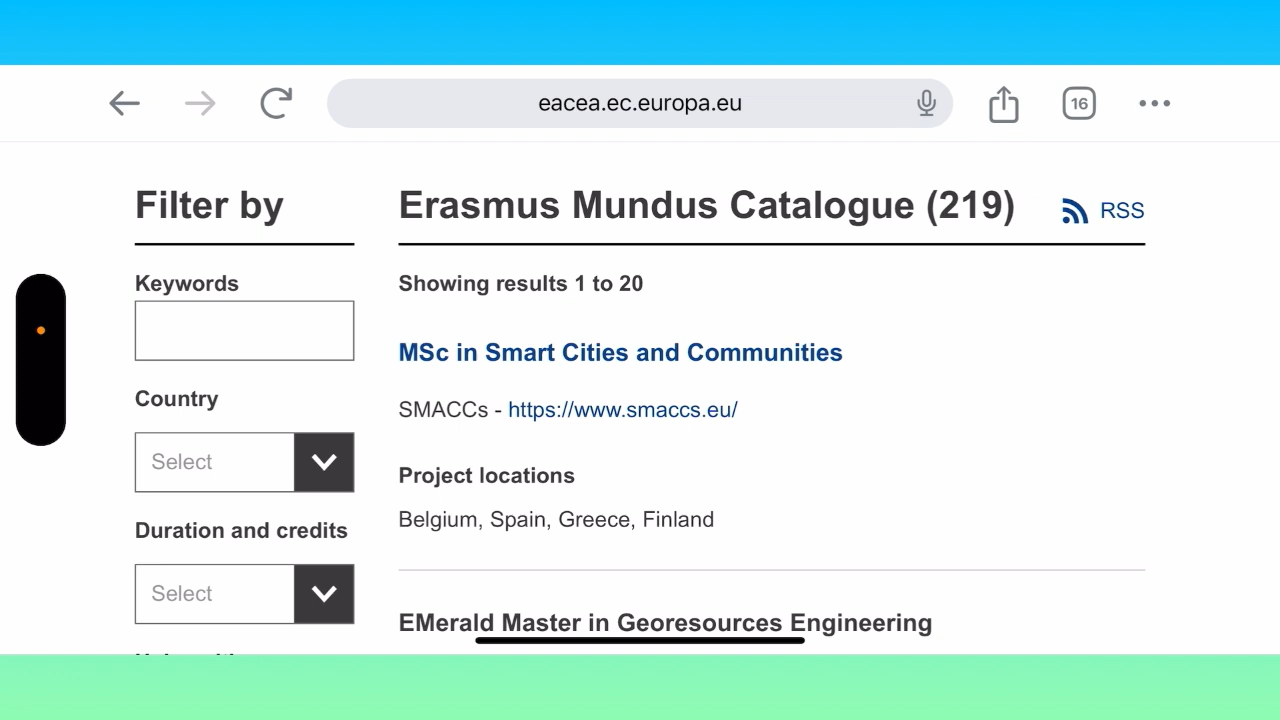 eacea.ec.europa.eu
16
Filter by
Erasmus Mundus Catalogue (219)
RSS
Keywords
Showing results 1 to 20
MSc in Smart Cities and Communities
Country
SMACCs - https://www.smaccs.eu/
Select
Project locations
Belgium, Spain, Greece, Finland
Duration and credits
Select
EMerald Master in Georesources Engineering